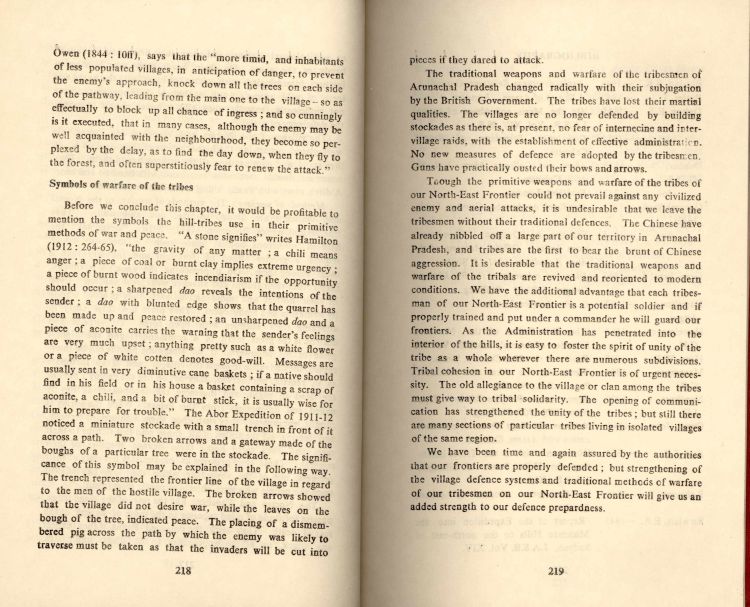 Owen (1844 : 10ff), says that the "more timid, and inhabitants
of less populated villages, in anticipation of danger, to prevent
the enemy's approach, knock down all the trees on each side
of the pathway, leading from the main one to the village – so as
effectually to block up all chance of ingress ; and so cunningly
is it executed, that in many cases, although the enemy may be
well acquainted with the neighbourhood, they become so per-
plexed by the delay, as to find the day down, when they fly to
the forest, and often superstitiously fear to renew the attack."
Symbols of warfare of the tribes
Before we conclude this chapter, it would be profitable to
mention the symbols the hill-tribes use in their primitive
methods of war and peace. "A stone signifies" writes Hamilton
(1912 : 264-65), "the gravity of any matter ; a chili means
anger ; a piece of coal or burnt clay implies extreme urgency ;
a piece of burnt wood indicates incendiarism if the opportunity
should occur ; a sharpened dao reveals the intentions of the
sender ; a dao with blunted edge shows that the quarrel has
been made up and peace restored ; an unsharpened dao and a
piece of aconite carries the warning that the sender's feelings
are very much upset ; anything pretty such as a white flower
or a piece of white cotten denotes good-will. Messages are
usually sent in very diminutive cane baskets ; if a native should
find in his field or in his house a basket containing a scrap of
aconite, a chili, and a bit of burnt stick, it is usually wise for
him to prepare for trouble." The Abor Expedition of 1911-12
noticed a miniature stockade with a small trench in front of it
across a path. Two broken arrows and a gateway made of the
boughs of a particular tree were in the stockade. The signifi-
cance of this symbol may be explained in the following way.
The trench represented the frontier line of the village in regard
to the men of the hostile village. The broken arrows showed
that the village did not desire war, while the leaves on the
bough of the tree, indicated peace. The placing of a dismem-
bered pig across the path by which the enemy was likely to
traverse must be taken as that the invaders will be cut into
218
pieces if they dared to attack.
The traditional weapons and warfare of the tribesmen of
Arunachal Pradesh changed radically with their subjugation
by the British Government. The tribes have lost their martial
qualities. The villages are no longer defended by building
stockades as there is, at present, no fear of internecine and inter-
village raids, with the establishment of effective administration.
No new measures of defence are adopted by the tribesmen.
Guns have practically ousted their bows and arrows.
Though the primitive weapons and warfare of the tribes of
our North-East Frontier could not prevail against any civilized
enemy and aerial attacks, it is undesirable that we leave the
tribesmen without their traditional defences. The Chinese have
already nibbled off a large part of our territory in Arunachal
Pradesh, and tribes are the first to bear the brunt of Chinese
aggression. It is desirable that the traditional weapons and
warfare of the tribals are revived and reoriented to modern
conditions. We have the additional advantage that each tribes-
man of our North-East Frontier is a potential soldier and if
properly trained and put under a commander he will guard our
frontiers. As the Administration has penetrated into the
interior of the hills, it is easy to foster the spirit of unity of the
tribe as a whole wherever there are numerous subdivisions.
Tribal cohesion in our North-East Frontier is of urgent neces-
sity. The old allegiance to the village or clan among the tribes
must give way to tribal solidarity. The opening of communi-
cation has strengthened the unity of the tribes ; but still there
are many sections of particular tribes living in isolated villages
of the same region.
We have been time and again assured by the authorities
that our frontiers are properly defended ; but strengthening of
the village defence systems and traditional methods of warfare
of our tribesmen on our North-East Frontier will give us an
added strength to our defence preparedness.
219